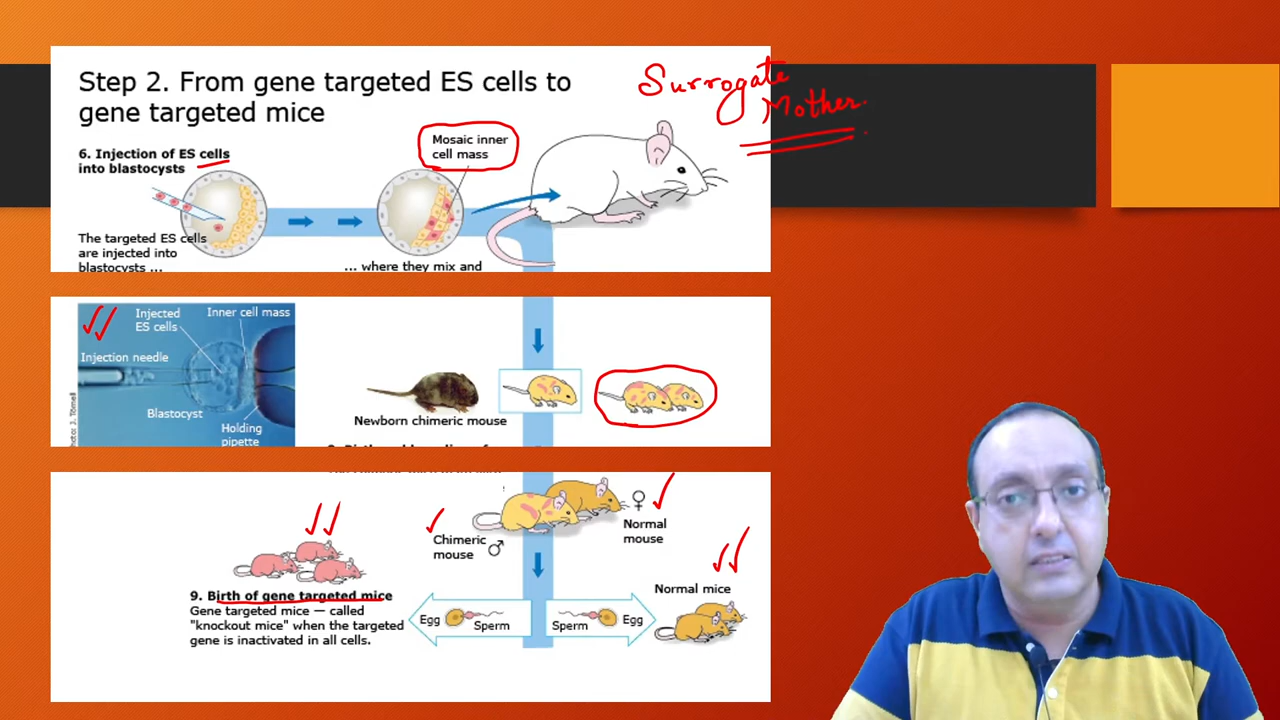 Step 2. From gene targeted ES cells to
gene targeted mice
Surrogate
Mother.
6. Injection of ES cells
into blastocysts
Mosaic inner
cell mass
The targeted ES cells
are injected into
blastocysts ...
... where they mix and
Injected
ES cells
Inner cell mass
Injection needle
Blastocyst
Holding
pipette
Newborn chimeric mouse
Chimeric
mouse ♂
♀
Normal
mouse
Normal mice
9. Birth of gene targeted mice
Gene targeted mice — called
"knockout mice" when the targeted
gene is inactivated in all cells.
Egg
Sperm
Sperm
Egg